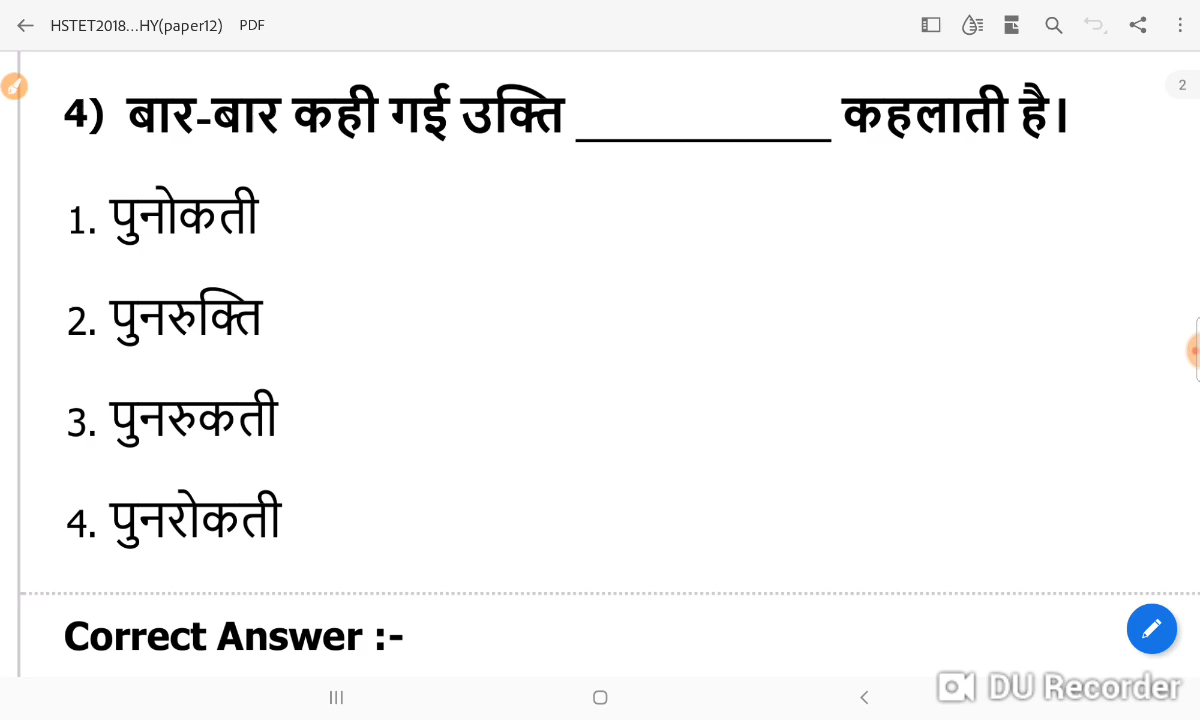 HSTET2018...HY(paper12) PDF
2
4) बार-बार कही गई उक्ति __________ कहलाती है।
1. पुनोकती
2. पुनरुक्ति
3. पुनरुकती
4. पुनरोकती
Correct Answer :-
DU Recorder